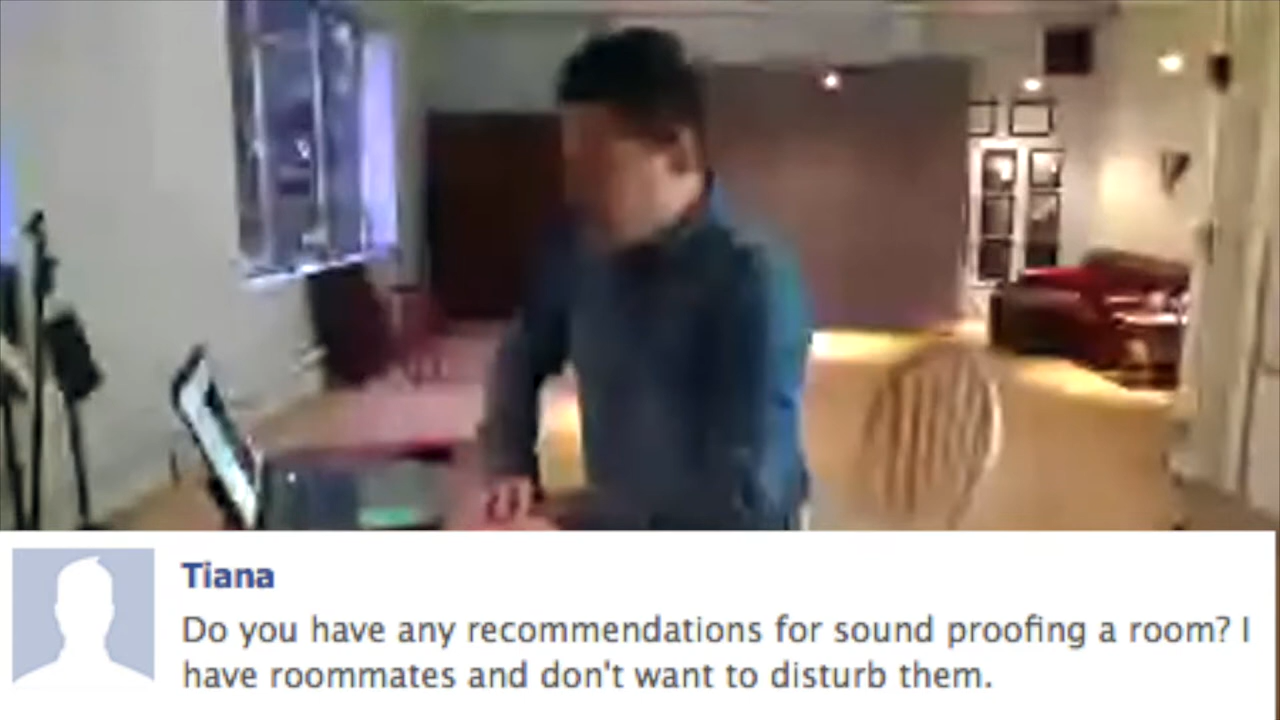 Tiana
Do you have any recommendations for sound proofing a room? I
have roommates and don't want to disturb them.